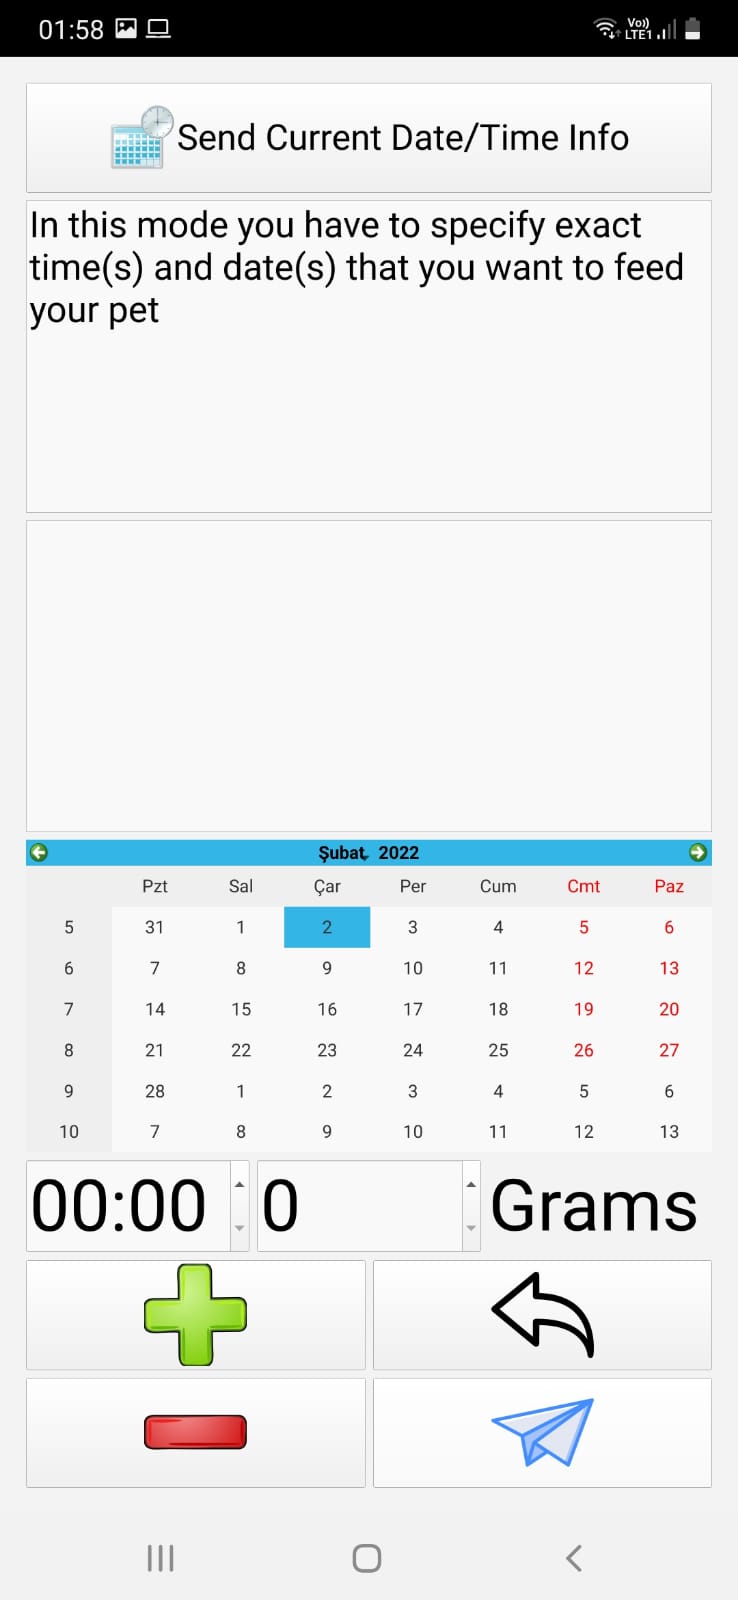 01:58
Vo))
LTE1
Send Current Date/Time Info
In this mode you have to specify exact
time(s) and date(s) that you want to feed
your pet
Şubat, 2022
Pzt Sal Çar Per Cum Cmt Paz
5 31 1 2 3 4 5 6
6 7 8 9 10 11 12 13
7 14 15 16 17 18 19 20
8 21 22 23 24 25 26 27
9 28 1 2 3 4 5 6
10 7 8 9 10 11 12 13
00:00 0 Grams